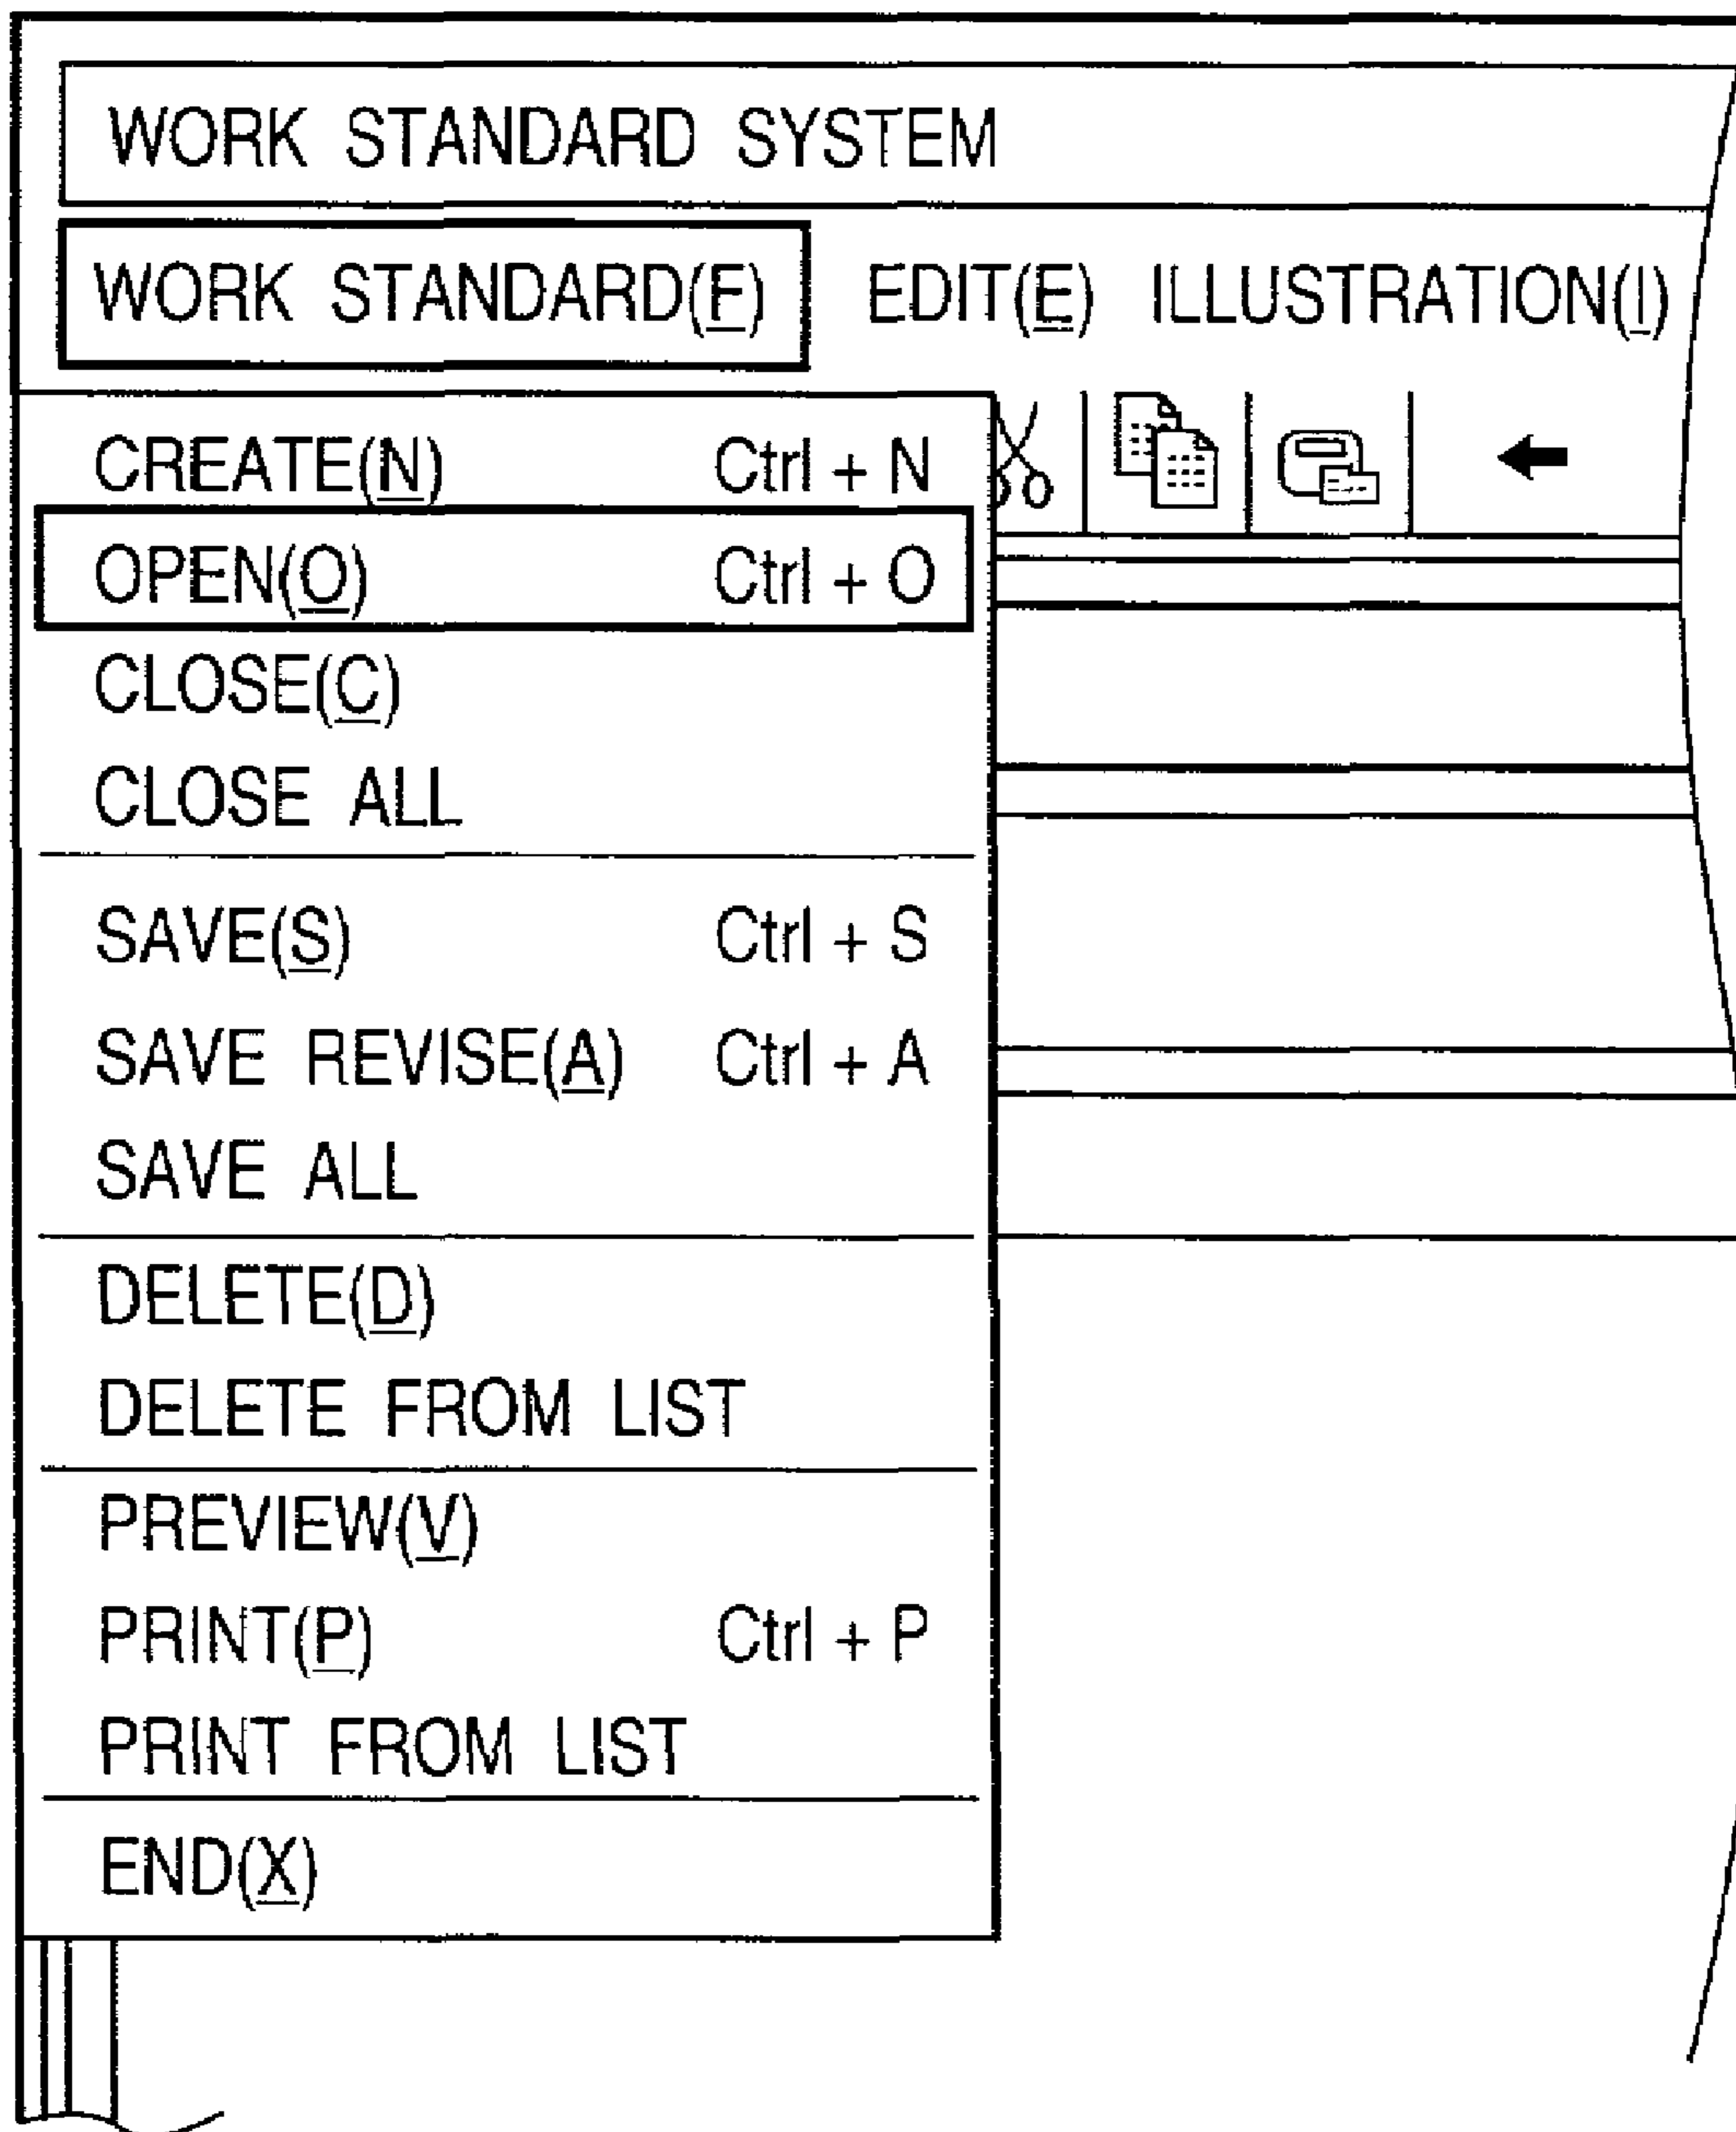 WORK STANDARD SYSTEM
WORK STANDARD(F) EDIT(E) ILLUSTRATION(I)
CREATE(N) Ctrl + N
OPEN(O) Ctrl + O
CLOSE(C)
CLOSE ALL
SAVE(S) Ctrl + S
SAVE REVISE(A) Ctrl + A
SAVE ALL
DELETE(D)
DELETE FROM LIST
PREVIEW(V)
PRINT(P) Ctrl + P
PRINT FROM LIST
END(X)